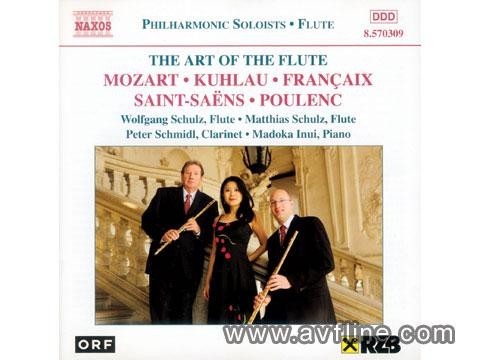 NAXOS
PHILHARMONIC SOLOISTS • FLUTE
DDD
8.570309
THE ART OF THE FLUTE
MOZART • KUHLAU • FRANÇAIX
SAINT-SAËNS • POULENC
Wolfgang Schulz, Flute • Matthias Schulz, Flute
Peter Schmidl, Clarinet • Madoka Inui, Piano
ORF
RZB
www.avfline.com